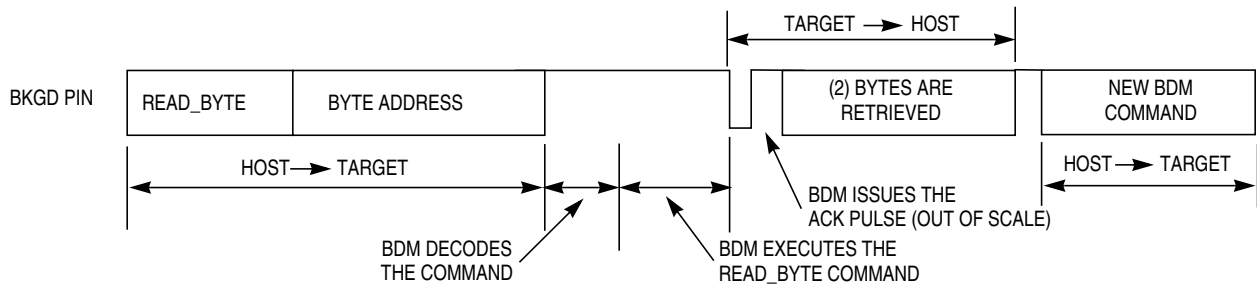 TARGET → HOST
BKGD PIN
READ_BYTE
BYTE ADDRESS
(2) BYTES ARE
RETRIEVED
NEW BDM
COMMAND
HOST → TARGET
HOST → TARGET
BDM ISSUES THE
ACK PULSE (OUT OF SCALE)
BDM DECODES
THE COMMAND
BDM EXECUTES THE
READ_BYTE COMMAND